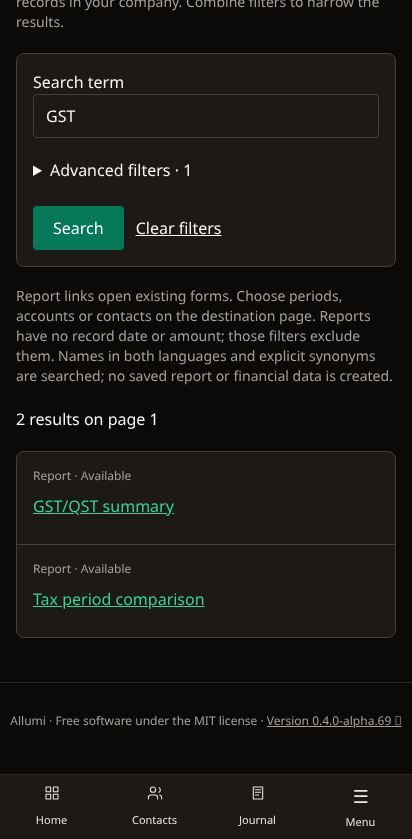 records in your company. Combine filters to narrow the
results.
Search term
GST
Advanced filters · 1
Search Clear filters
Report links open existing forms. Choose periods,
accounts or contacts on the destination page. Reports
have no record date or amount; those filters exclude
them. Names in both languages and explicit synonyms
are searched; no saved report or financial data is created.
2 results on page 1
Report · Available
GST/QST summary
Report · Available
Tax period comparison
Allumi · Free software under the MIT license · Version 0.4.0-alpha.69
Home Contacts Journal Menu